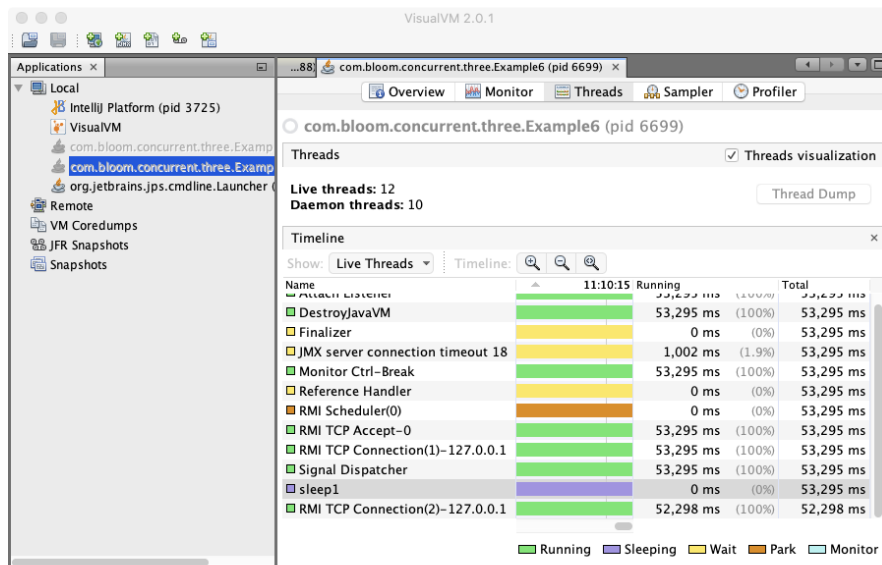 VisualVM 2.0.1
Applications ×
...88) com.bloom.concurrent.three.Example6 (pid 6699) ×
Local
IntelliJ Platform (pid 3725)
VisualVM
com.bloom.concurrent.three.Examp
com.bloom.concurrent.three.Examp
org.jetbrains.jps.cmdline.Launcher (
Remote
VM Coredumps
JFR Snapshots
Snapshots
Overview Monitor Threads Sampler Profiler
com.bloom.concurrent.three.Example6 (pid 6699)
Threads Threads visualization
Live threads: 12
Daemon threads: 10
Thread Dump
Timeline ×
Show: Live Threads Timeline:
Name 11:10:15 Running Total
Attach Listener 53,295 ms (100%) 53,295 ms
DestroyJavaVM 53,295 ms (100%) 53,295 ms
Finalizer 0 ms (0%) 53,295 ms
JMX server connection timeout 18 1,002 ms (1.9%) 53,295 ms
Monitor Ctrl-Break 53,295 ms (100%) 53,295 ms
Reference Handler 0 ms (0%) 53,295 ms
RMI Scheduler(0) 0 ms (0%) 53,295 ms
RMI TCP Accept-0 53,295 ms (100%) 53,295 ms
RMI TCP Connection(1)-127.0.0.1 53,295 ms (100%) 53,295 ms
Signal Dispatcher 53,295 ms (100%) 53,295 ms
sleep1 0 ms (0%) 53,295 ms
RMI TCP Connection(2)-127.0.0.1 52,298 ms (100%) 52,298 ms
Running Sleeping Wait Park Monitor